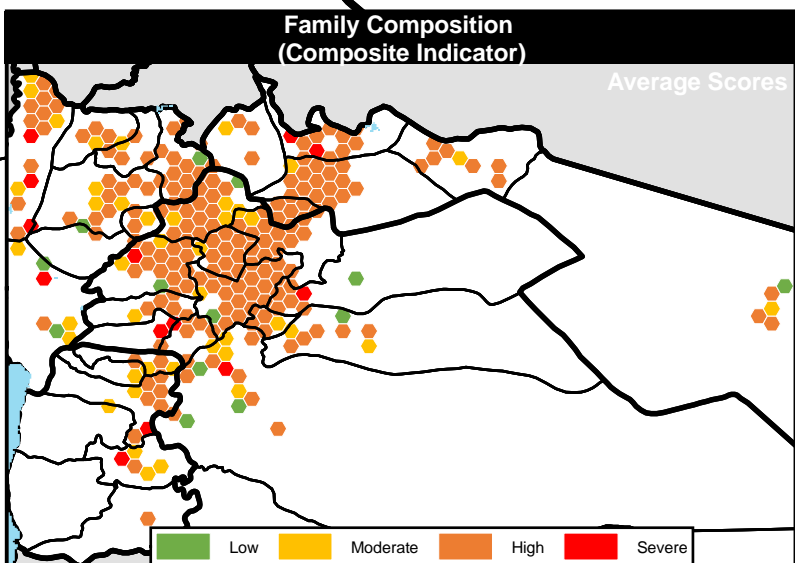 Family Composition
(Composite Indicator)
Average Scores
Low Moderate High Severe